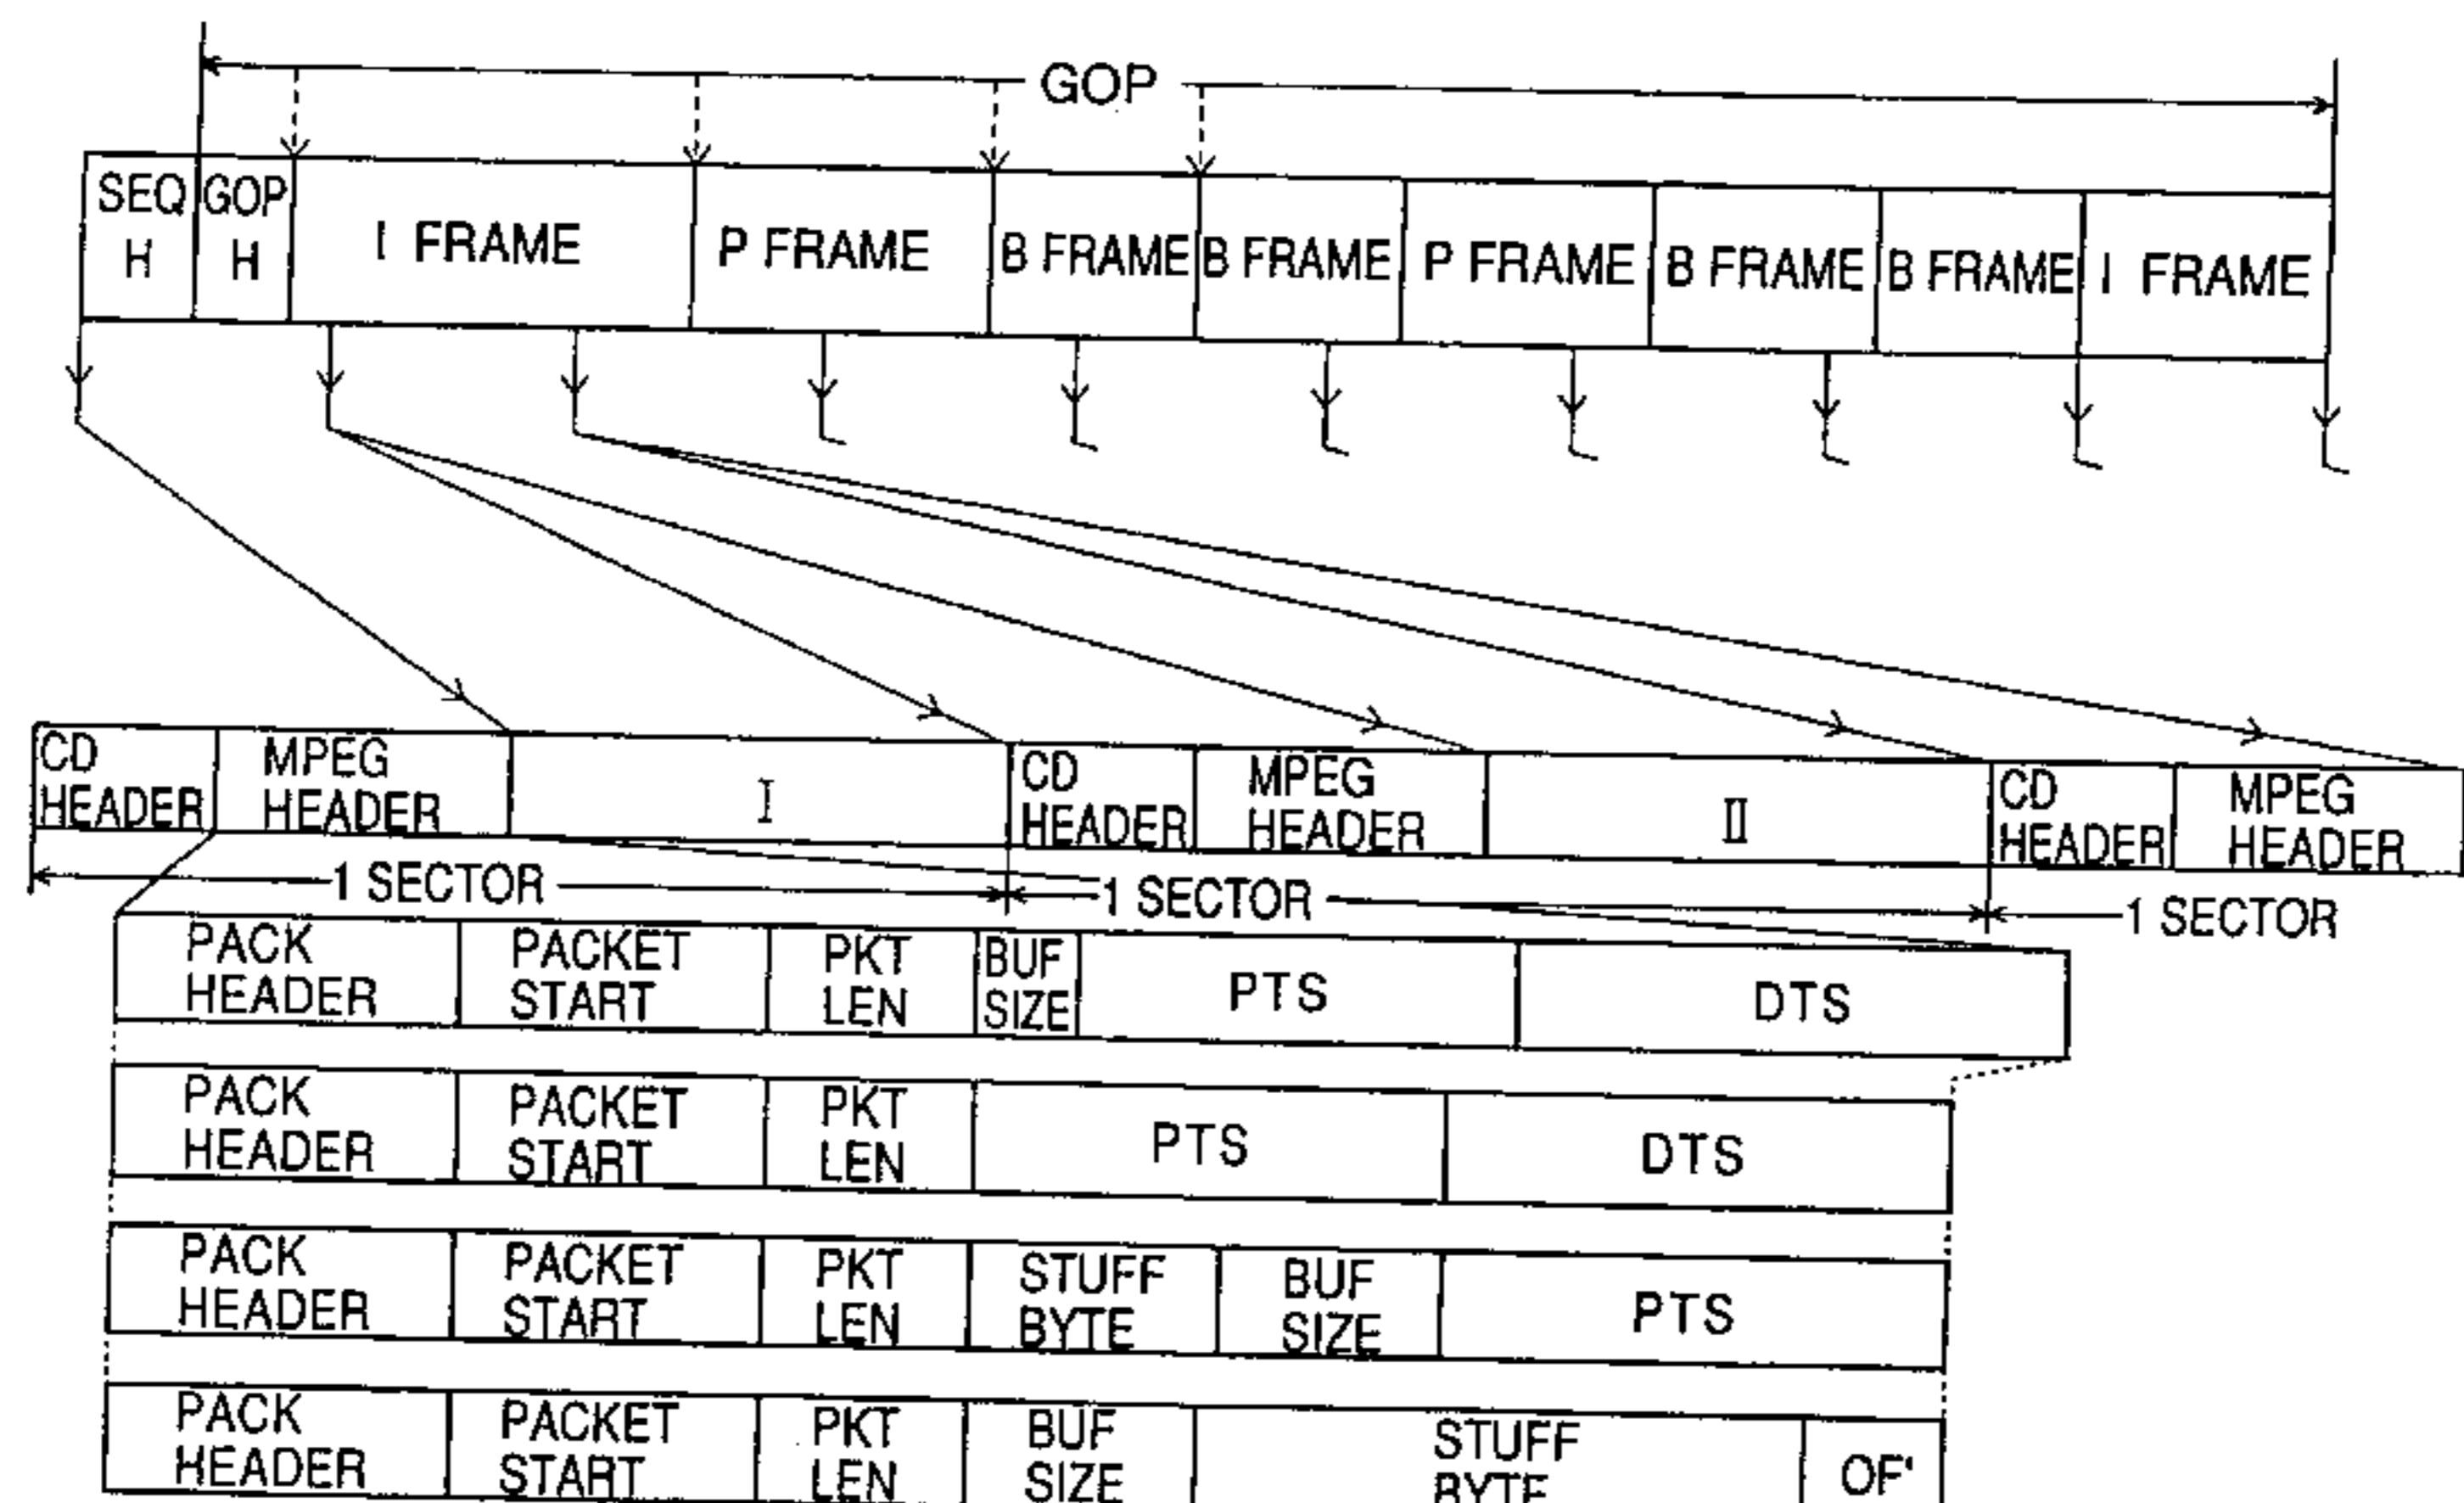 GOP
SEQ H
GOP H
I FRAME
P FRAME
B FRAME
B FRAME
P FRAME
B FRAME
B FRAME
I FRAME
CD HEADER
MPEG HEADER
I
CD HEADER
MPEG HEADER
II
CD HEADER
MPEG HEADER
1 SECTOR
1 SECTOR
1 SECTOR
PACK HEADER
PACKET START
PKT LEN
BUF SIZE
PTS
DTS
PACK HEADER
PACKET START
PKT LEN
PTS
DTS
PACK HEADER
PACKET START
PKT LEN
STUFF BYTE
BUF SIZE
PTS
PACK HEADER
PACKET START
PKT LEN
BUF SIZE
STUFF BYTE
OF'